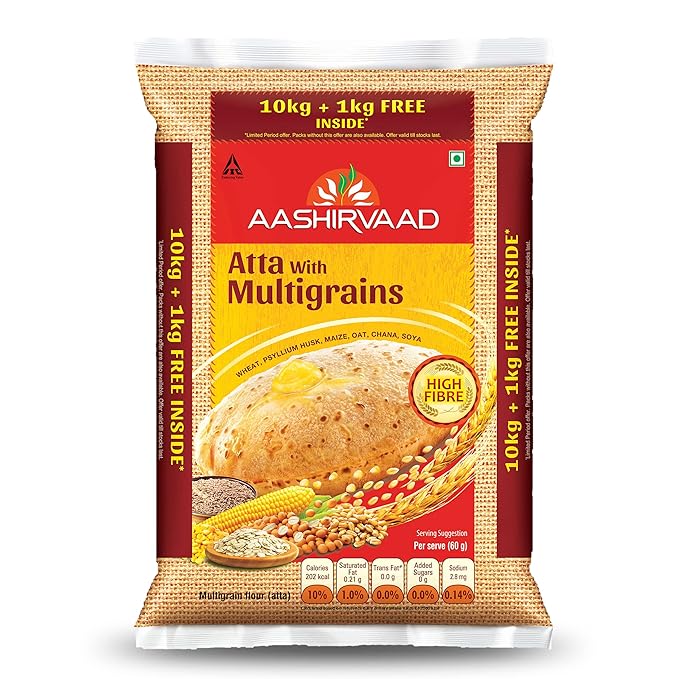 10kg + 1kg FREE
INSIDE*
*Limited Period offer. Packs without this offer are also available. Offer valid till stocks last.
AASHIRVAAD
Atta With
Multigrains
WHEAT, PSYLLIUM HUSK, MAIZE, OAT, CHANA, SOYA
HIGH
FIBRE
10kg + 1kg FREE INSIDE*
*Limited Period offer. Packs without this offer are also available. Offer valid till stocks last.
10kg + 1kg FREE INSIDE*
*Limited Period offer. Packs without this offer are also available. Offer valid till stocks last.
Serving Suggestion
Per serve (60 g)
Calories
202 kcal
10%
Saturated
Fat
0.21 g
1.0%
Trans Fat*
0.0 g
0.0%
Added
Sugars
0 g
0.0%
Sodium
2.8 mg
0.14%
Multigrain flour (atta)